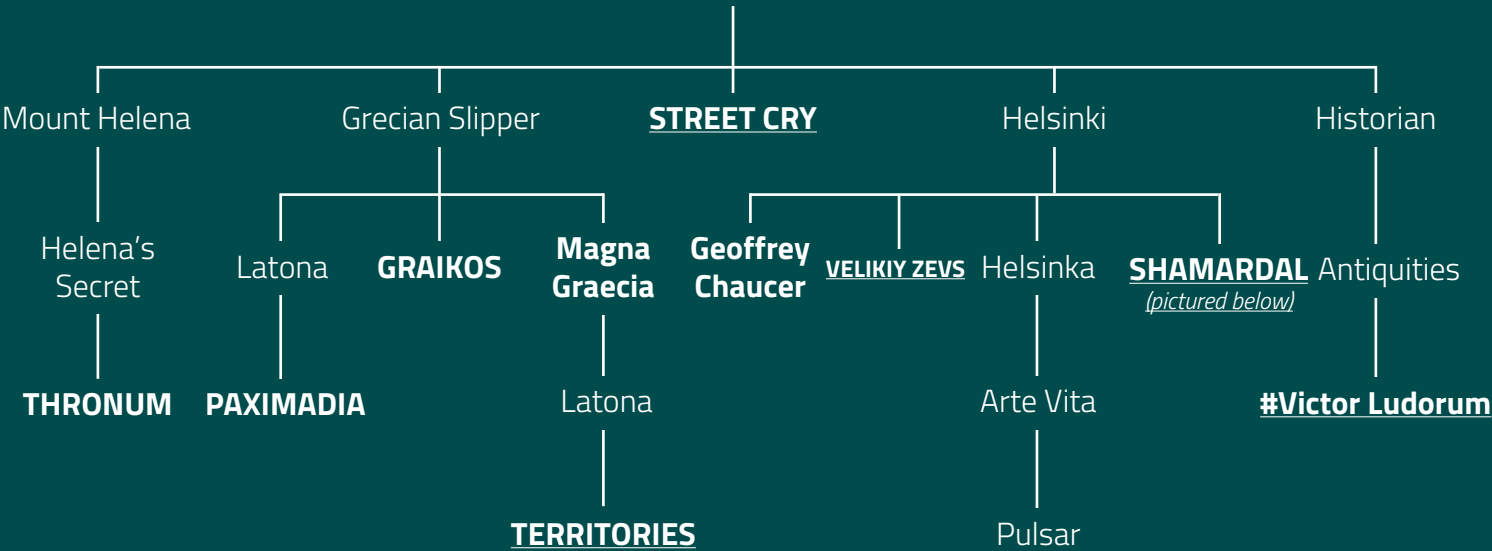 Mount Helena
Grecian Slipper
STREET CRY
Helsinki
Historian
Helena's
Secret
Latona
GRAIKOS
Magna
Graecia
Geoffrey
Chaucer
VELIKIY ZEVS
Helsinka
SHAMARDAL
(pictured below)
Antiquities
THRONUM
PAXIMADIA
Latona
Arte Vita
#Victor Ludorum
TERRITORIES
Pulsar